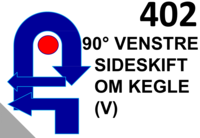 402
90° VENSTRE
SIDESKIFT
OM KEGLE
(V)